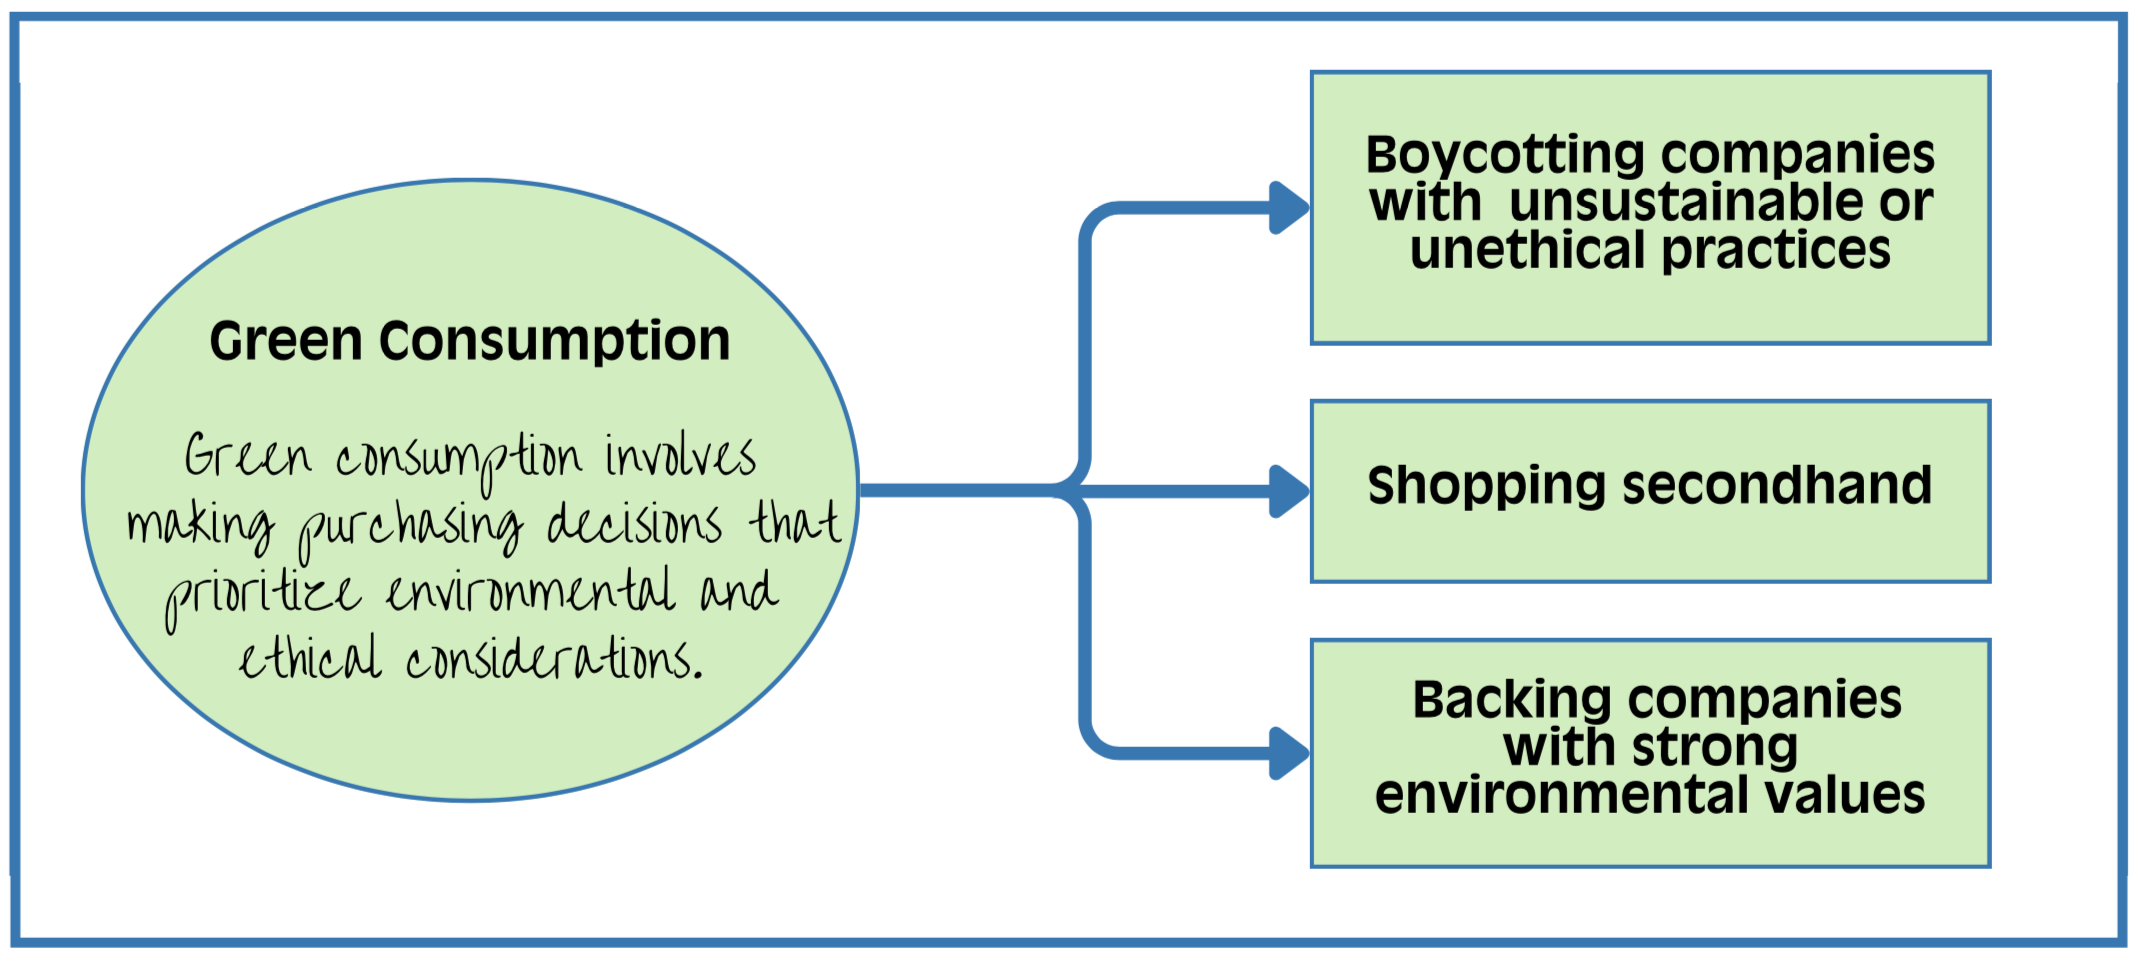 Green Consumption
Green consumption involves
making purchasing decisions that
prioritize environmental and
ethical considerations.
Boycotting companies
with unsustainable or
unethical practices
Shopping secondhand
Backing companies
with strong
environmental values